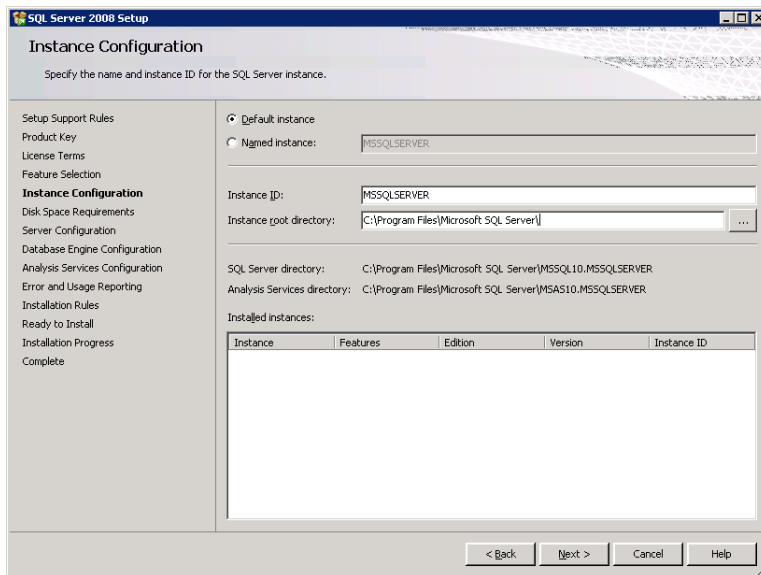 SQL Server 2008 Setup
Instance Configuration
Specify the name and instance ID for the SQL Server instance.
Setup Support Rules
Product Key
License Terms
Feature Selection
Instance Configuration
Disk Space Requirements
Server Configuration
Database Engine Configuration
Analysis Services Configuration
Error and Usage Reporting
Installation Rules
Ready to Install
Installation Progress
Complete
Default instance
Named instance: MSSQLSERVER
Instance ID: MSSQLSERVER
Instance root directory: C:\Program Files\Microsoft SQL Server\ ...
SQL Server directory: C:\Program Files\Microsoft SQL Server\MSSQL10.MSSQLSERVER
Analysis Services directory: C:\Program Files\Microsoft SQL Server\MSAS10.MSSQLSERVER
Installed instances:
Instance Features Edition Version Instance ID
< Back Next > Cancel Help